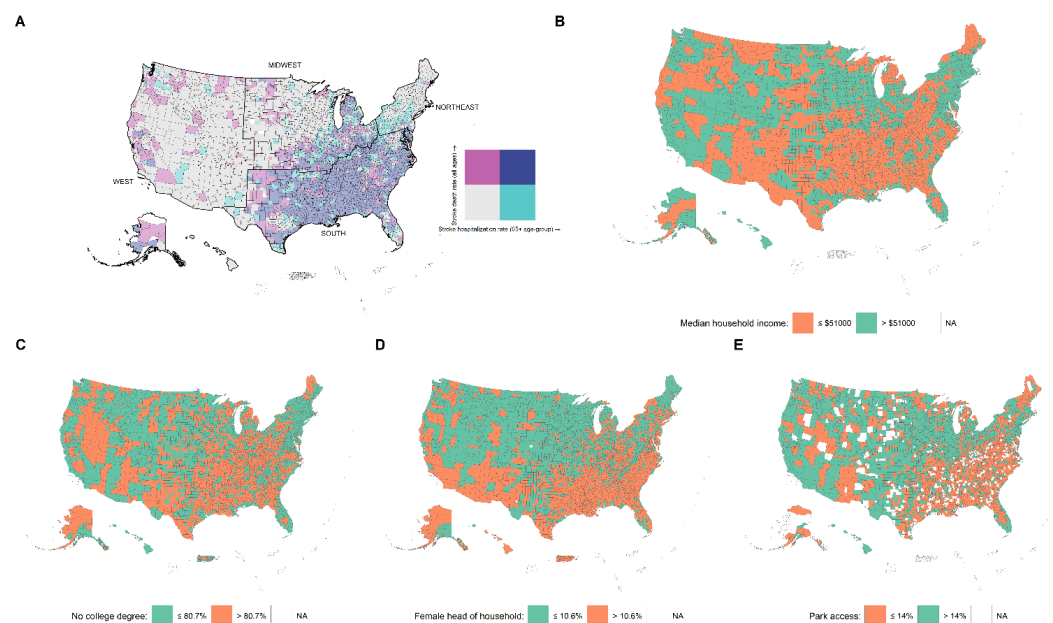 A
B
MIDWEST
NORTHEAST
WEST
SOUTH
Stroke death rate (all ages) →
Stroke hospitalization rate (65+ age-group) →
Median household income: ≤ $51000 > $51000 NA
C
D
E
No college degree: ≤ 80.7% > 80.7% NA
Female head of household: ≤ 10.6% > 10.6% NA
Park access: ≤ 14% > 14% NA